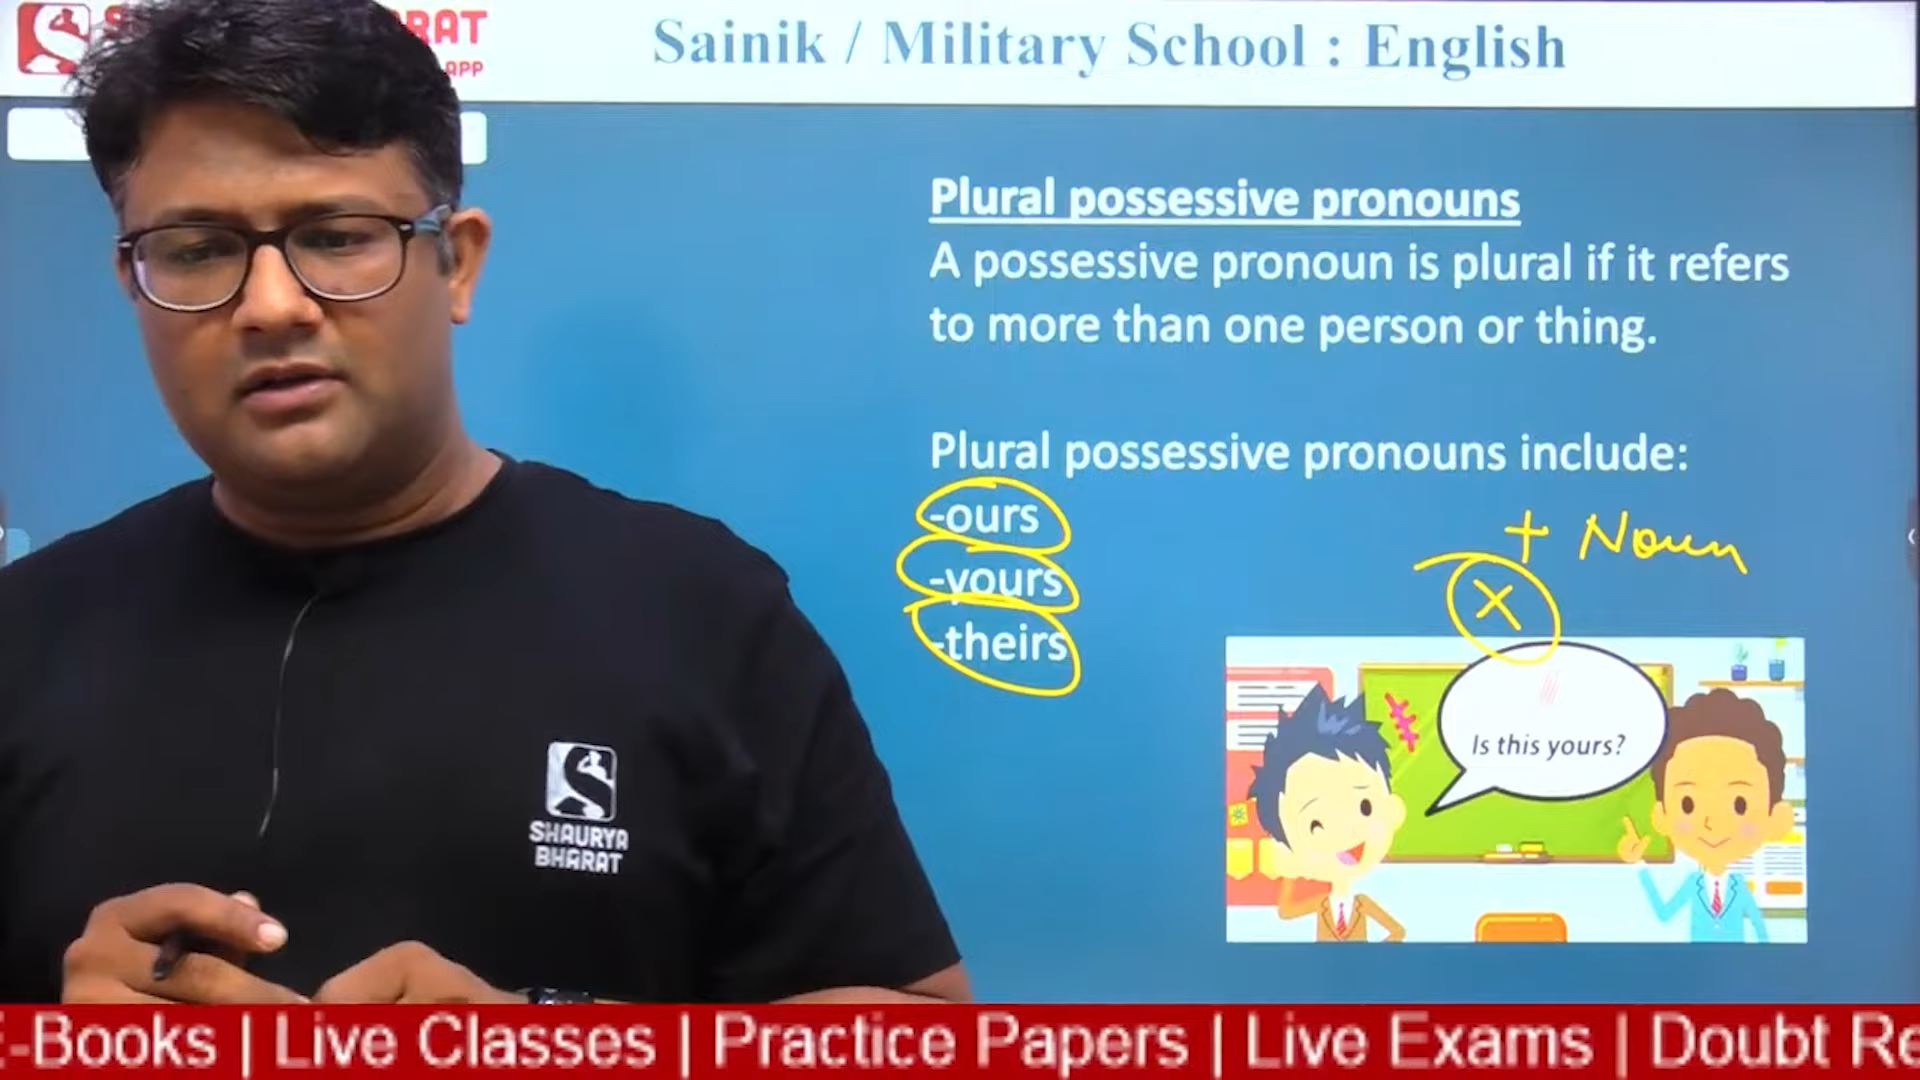 RAT
APP
Sainik / Military School : English
Plural possessive pronouns
A possessive pronoun is plural if it refers
to more than one person or thing.
Plural possessive pronouns include:
-ours
-yours
-theirs
+ Noun
X
Is this yours?
SHAURYA
BHARAT
E-Books | Live Classes | Practice Papers | Live Exams | Doubt Re